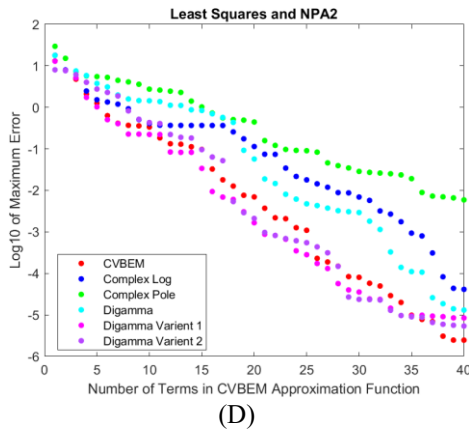 Least Squares and NPA2
Log10 of Maximum Error
2
1
0
-1
-2
-3
-4
-5
-6
CVBEM
Complex Log
Complex Pole
Digamma
Digamma Varient 1
Digamma Varient 2
0 5 10 15 20 25 30 35 40
Number of Terms in CVBEM Approximation Function
(D)